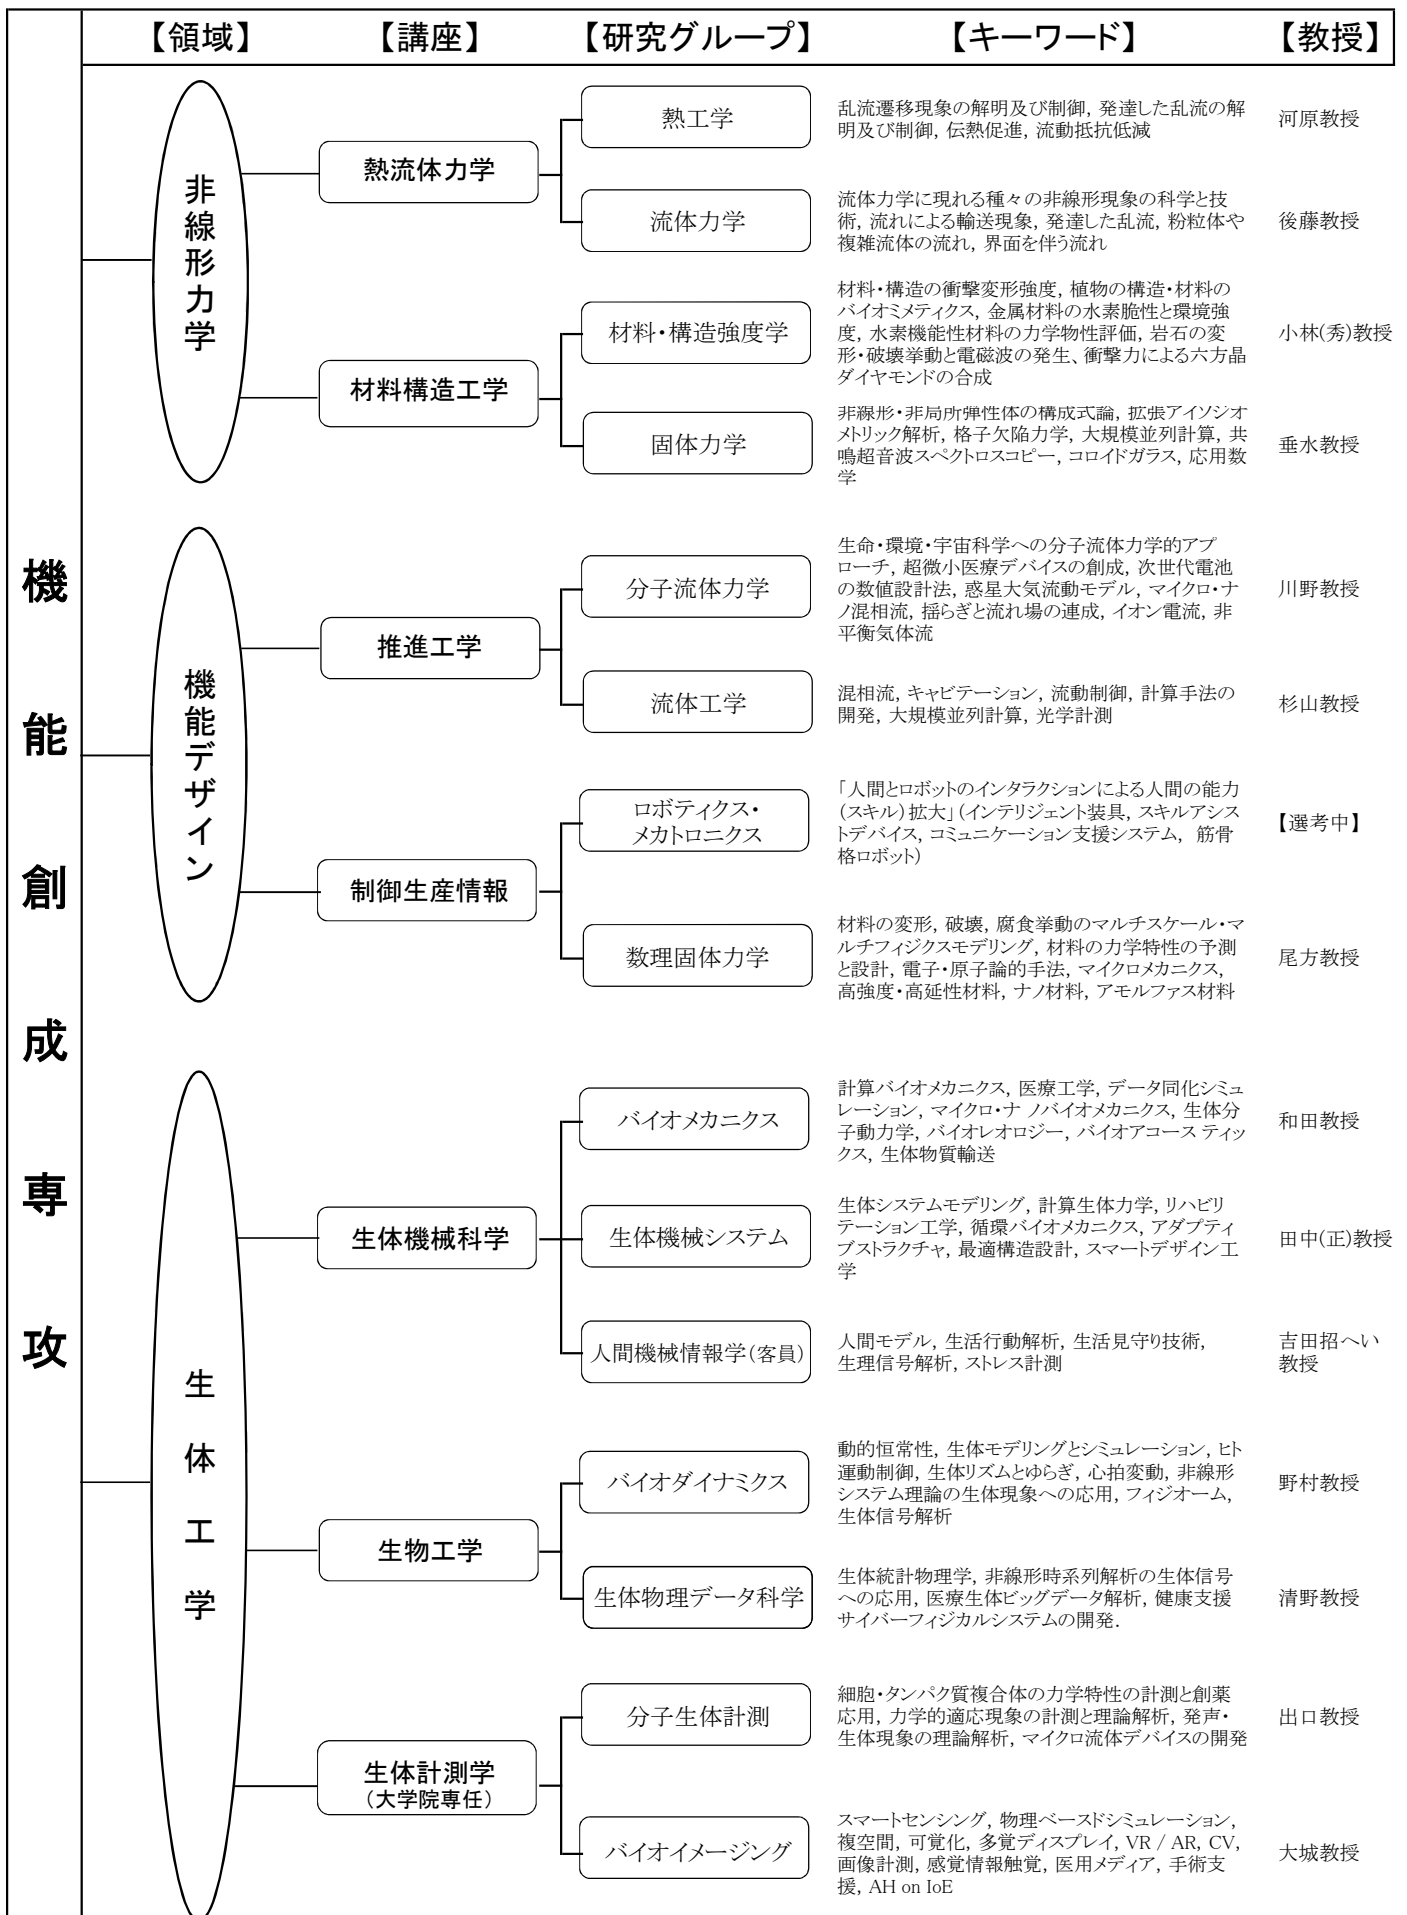 【領域】 【講座】 【研究グループ】 【キーワード】 【教授】
機能創成専攻
非線形力学
熱流体力学
熱工学
乱流遷移現象の解明及び制御, 発達した乱流の解
明及び制御, 伝熱促進, 流動抵抗低減
河原教授
流体力学
流体力学に現れる種々の非線形現象の科学と技
術, 流れによる輸送現象, 発達した乱流, 粉粒体や
複雑流体の流れ, 界面を伴う流れ
後藤教授
材料構造工学
材料・構造強度学
材料・構造の衝撃変形強度, 植物の構造・材料の
バイオミメティクス, 金属材料の水素脆性と環境強
度, 水素機能性材料の力学物性評価, 岩石の変
形・破壊挙動と電磁波の発生、衝撃力による六方晶
ダイヤモンドの合成
小林(秀)教授
固体力学
非線形・非局所弾性体の構成式論, 拡張アイソジオ
メトリック解析, 格子欠陥力学, 大規模並列計算, 共
鳴超音波スペクトロスコピー, コロイドガラス, 応用数
学
垂水教授
機能デザイン
推進工学
分子流体力学
生命・環境・宇宙科学への分子流体力学的アプ
ローチ, 超微小医療デバイスの創成, 次世代電池
の数値設計法, 惑星大気流動モデル, マイクロ・ナ
ノ混相流, 揺らぎと流れ場の連成, イオン電流, 非
平衡気体流
川野教授
流体工学
混相流, キャビテーション, 流動制御, 計算手法の
開発, 大規模並列計算, 光学計測
杉山教授
制御生産情報
ロボティクス・
メカトロニクス
「人間とロボットのインタラクションによる人間の能力
(スキル)拡大」(インテリジェント装具, スキルアシス
トデバイス, コミュニケーション支援システム, 筋骨
格ロボット)
【選考中】
数理固体力学
材料の変形, 破壊, 腐食挙動のマルチスケール・マ
ルチフィジクスモデリング, 材料の力学特性の予測
と設計, 電子・原子論的手法, マイクロメカニクス,
高強度・高延性材料, ナノ材料, アモルファス材料
尾方教授
生体工学
生体機械科学
バイオメカニクス
計算バイオメカニクス, 医療工学, データ同化シミュ
レーション, マイクロ・ナ ノバイオメカニクス, 生体分
子動力学, バイオレオロジー, バイオアコース ティッ
クス, 生体物質輸送
和田教授
生体機械システム
生体システムモデリング, 計算生体力学, リハビリ
テーション工学, 循環バイオメカニクス, アダプティ
ブストラクチャ, 最適構造設計, スマートデザイン工
学
田中(正)教授
人間機械情報学(客員)
人間モデル, 生活行動解析, 生活見守り技術,
生理信号解析, ストレス計測
吉田招へい
教授
生物工学
バイオダイナミクス
動的恒常性, 生体モデリングとシミュレーション, ヒト
運動制御, 生体リズムとゆらぎ, 心拍変動, 非線形
システム理論の生体現象への応用, フィジオーム,
生体信号解析
野村教授
生体物理データ科学
生体統計物理学, 非線形時系列解析の生体信号
への応用, 医療生体ビッグデータ解析, 健康支援
サイバーフィジカルシステムの開発.
清野教授
生体計測学
(大学院専任)
分子生体計測
細胞・タンパク質複合体の力学特性の計測と創薬
応用, 力学的適応現象の計測と理論解析, 発声・
生体現象の理論解析, マイクロ流体デバイスの開発
出口教授
バイオイメージング
スマートセンシング, 物理ベースドシミュレーション,
複空間, 可覚化, 多覚ディスプレイ, VR / AR, CV,
画像計測, 感覚情報触覚, 医用メディア, 手術支
援, AH on IoE
大城教授